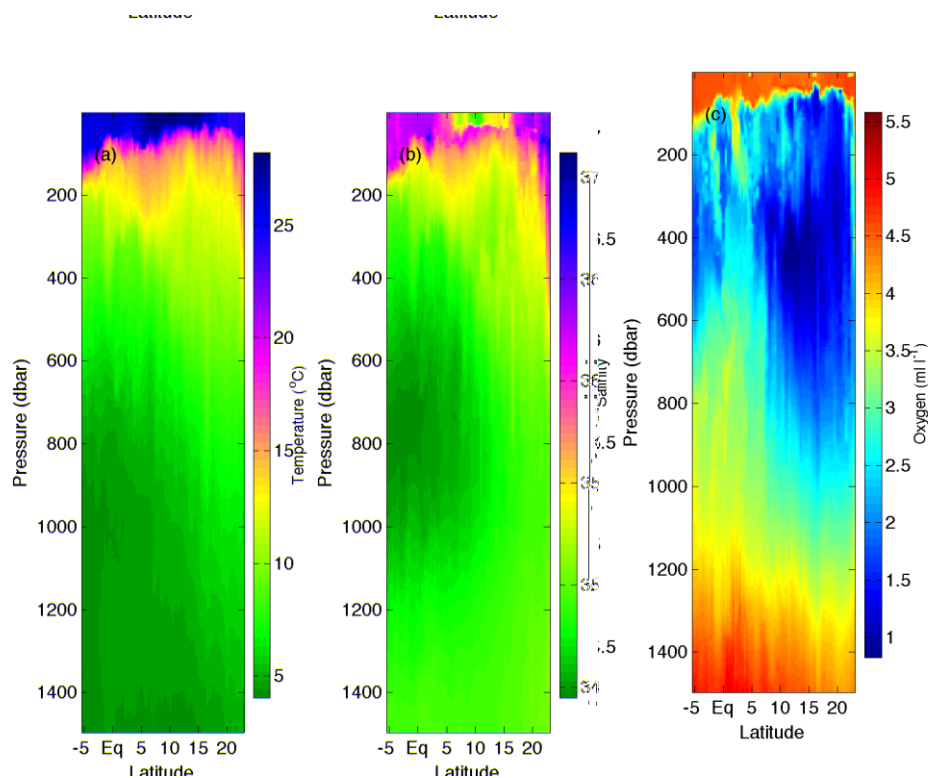 (a)
200
400
600
800
1000
1200
1400
Pressure (dbar)
-5 Eq 5 10 15 20
Latitude
25
20
15
10
5
Temperature (°C)
(b)
200
400
600
800
1000
1200
1400
Pressure (dbar)
-5 Eq 5 10 15 20
Latitude
Salinity
(c)
200
400
600
800
1000
1200
1400
Pressure (dbar)
-5 Eq 5 10 15 20
Latitude
5.5
5
4.5
4
3.5
3
2.5
2
1.5
1
Oxygen (ml l⁻¹)